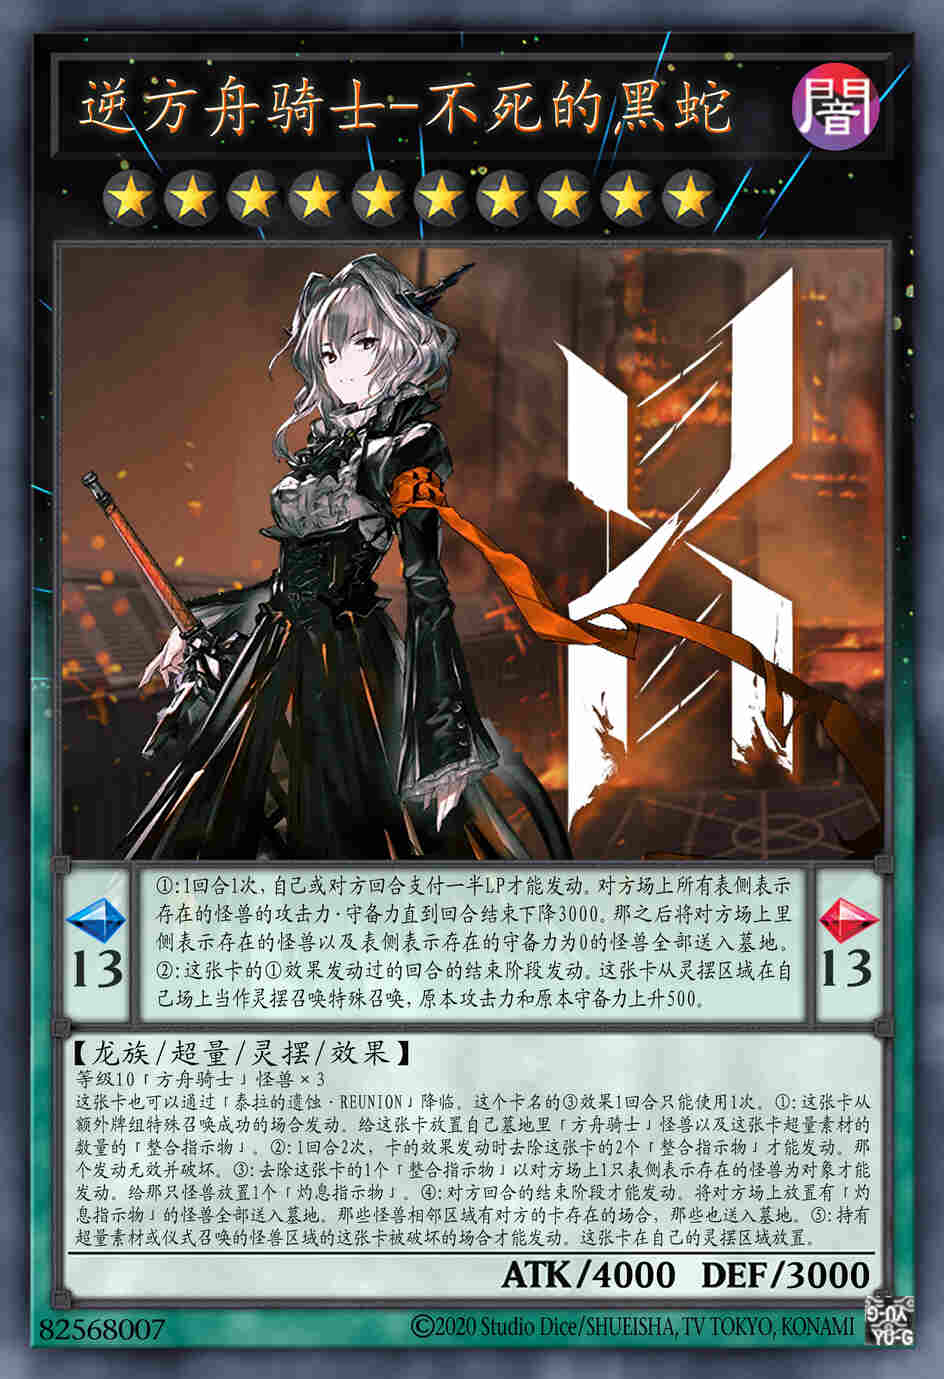 逆方舟骑士-不死的黑蛇
闇
①:1回合1次,自己或对方回合支付一半LP才能发动。对方场上所有表侧表示
存在的怪兽的攻击力·守备力直到回合结束下降3000。那之后将对方场上里
侧表示存在的怪兽以及表侧表示存在的守备力为0的怪兽全部送入墓地。
②:这张卡的①效果发动过的回合的结束阶段发动。这张卡从灵摆区域在自
己场上当作灵摆召唤特殊召唤,原本攻击力和原本守备力上升500。
13
13
【龙族/超量/灵摆/效果】
等级10「方舟骑士」怪兽×3
这张卡也可以通过「泰拉的遗蚀·REUNION」降临。这个卡名的③效果1回合只能使用1次。①:这张卡从
额外牌组特殊召唤成功的场合发动。给这张卡放置自己墓地里「方舟骑士」怪兽以及这张卡超量素材的
数量的「整合指示物」。②:1回合2次,卡的效果发动时去除这张卡的2个「整合指示物」才能发动。那
个发动无效并破坏。③:去除这张卡的1个「整合指示物」以对方场上1只表侧表示存在的怪兽为对象才能
发动。给那只怪兽放置1个「灼息指示物」。④:对方回合的结束阶段才能发动。将对方场上放置有「灼
息指示物」的怪兽全部送入墓地。那些怪兽相邻区域有对方的卡存在的场合,那些也送入墓地。⑤:持有
超量素材或仪式召唤的怪兽区域的这张卡被破坏的场合才能发动。这张卡在自己的灵摆区域放置。
ATK/4000 DEF/3000
82568007
©2020 Studio Dice/SHUEISHA, TV TOKYO, KONAMI